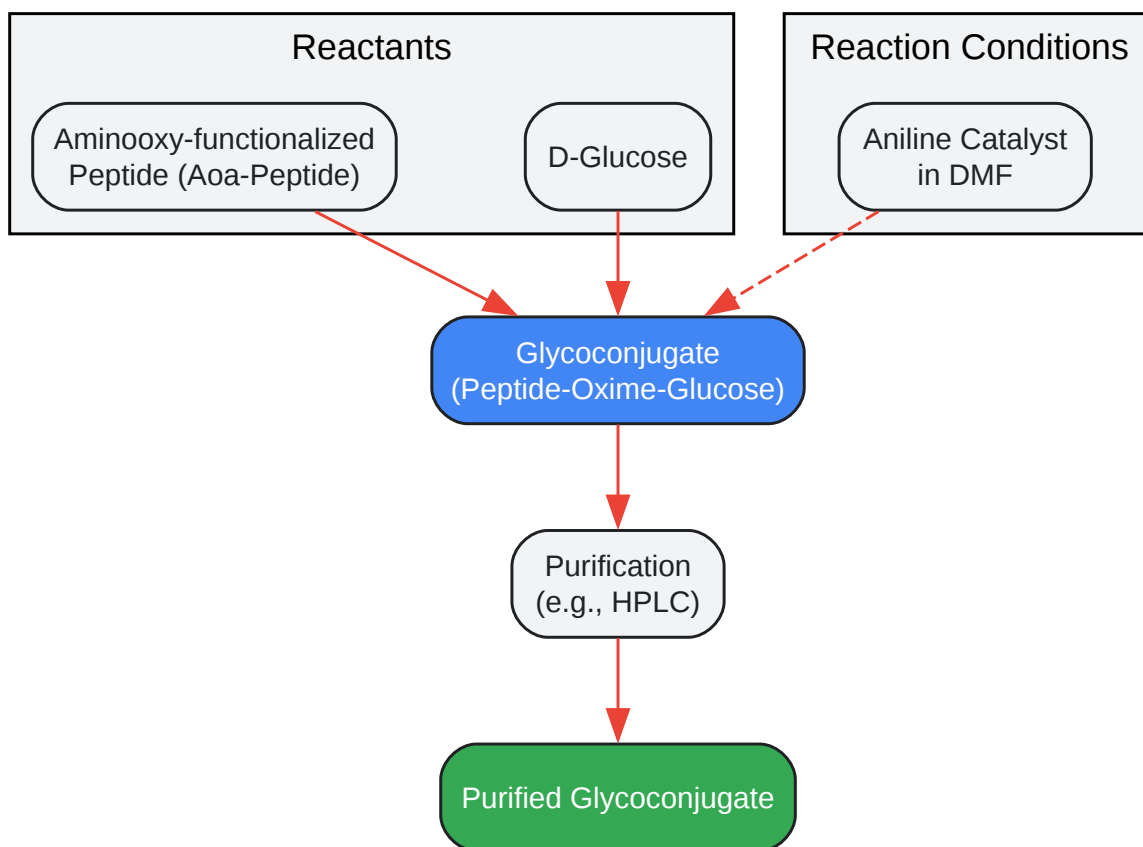 Reactants
Reaction Conditions
Aminooxy-functionalized
Peptide (Aoa-Peptide)
D-Glucose
Aniline Catalyst
in DMF
Glycoconjugate
(Peptide-Oxime-Glucose)
Purification
(e.g., HPLC)
Purified Glycoconjugate